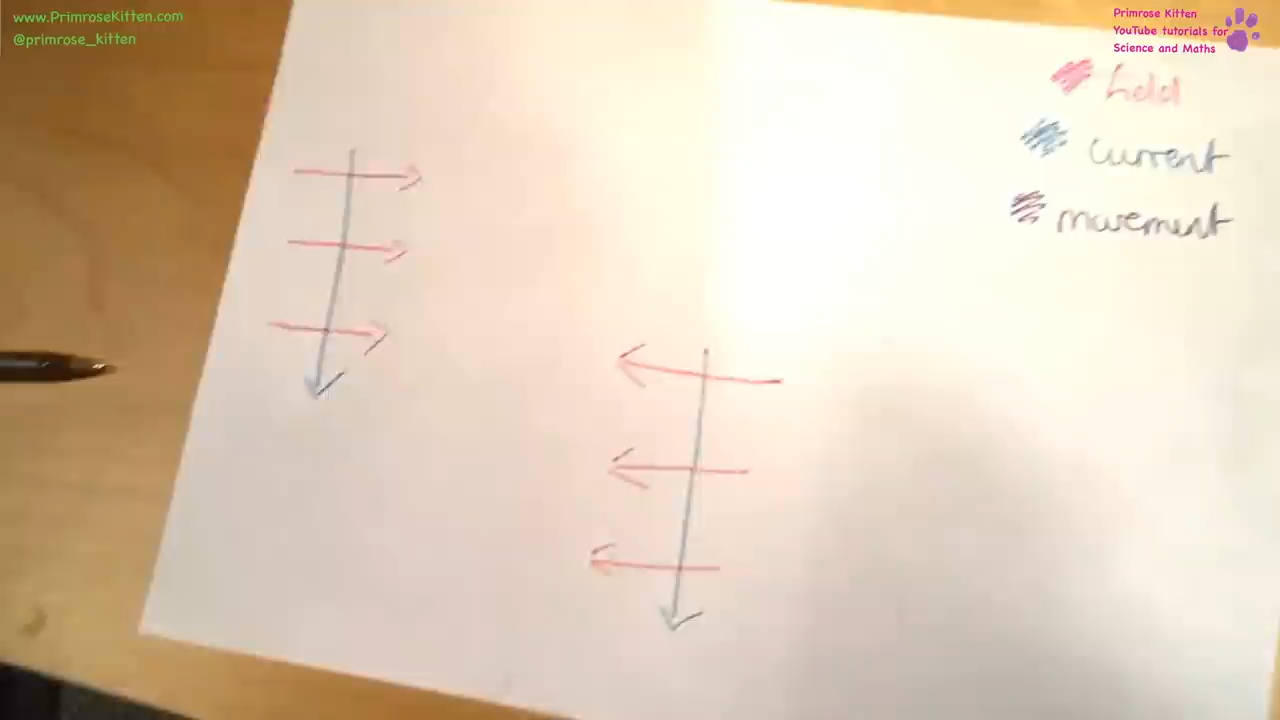 www.PrimroseKitten.com
@primrose_kitten
Primrose Kitten
YouTube tutorials for
Science and Maths
field
current
movement